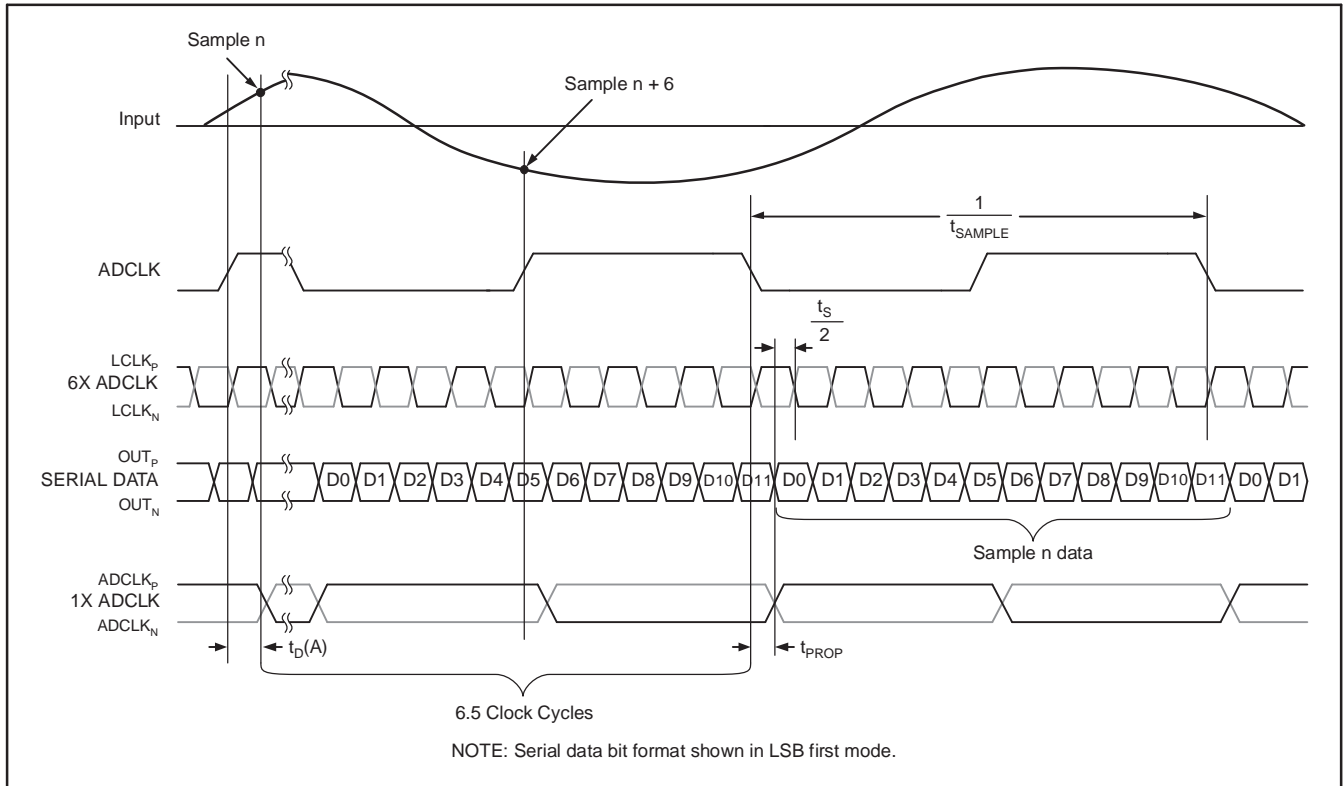 Sample n
Sample n + 6
Input
1
tSAMPLE
ADCLK
tS
2
LCLKP
6X ADCLK
LCLKN
OUTP
SERIAL DATA
OUTN
D0 D1 D2 D3 D4 D5 D6 D7 D8 D9 D10 D11 D0 D1 D2 D3 D4 D5 D6 D7 D8 D9 D10 D11 D0 D1
Sample n data
ADCLKP
1X ADCLK
ADCLKN
tD(A)
tPROP
6.5 Clock Cycles
NOTE: Serial data bit format shown in LSB first mode.